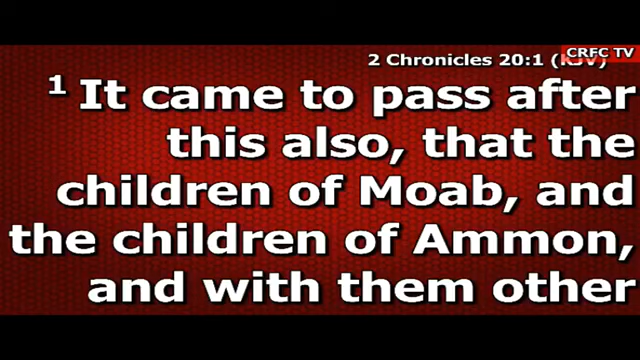 CRFC TV
2 Chronicles 20:1 (KJV)
1 It came to pass after
this also, that the
children of Moab, and
the children of Ammon,
and with them other